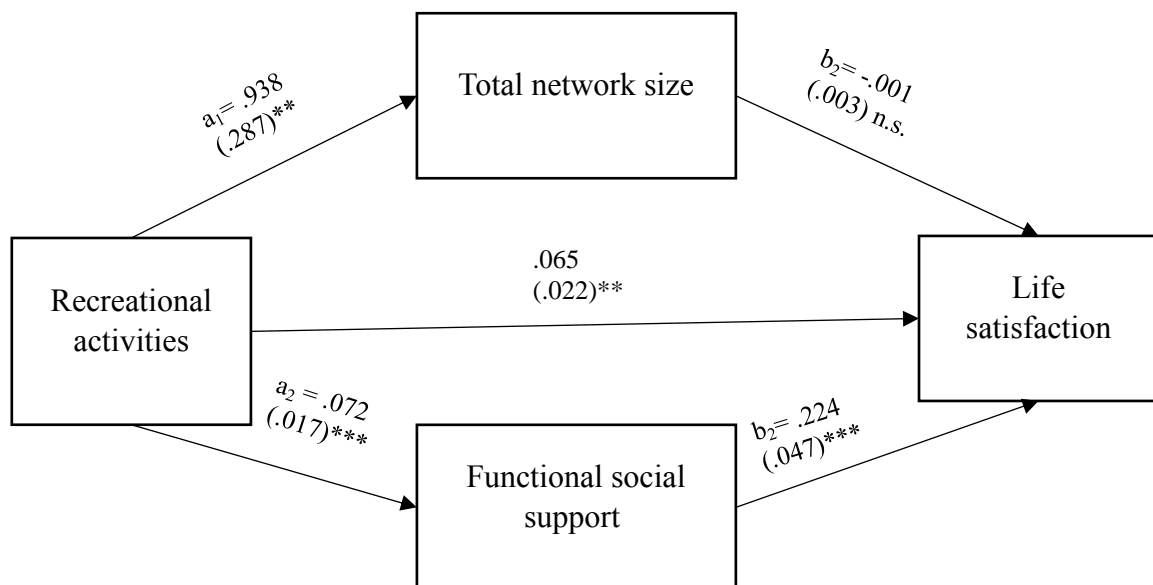 a₁= .938
(.287)**
Total network size
b₂= -.001
(.003) n.s.
Recreational
activities
.065
(.022)**
Life
satisfaction
a₂ = .072
(.017)***
Functional social
support
b₂= .224
(.047)***